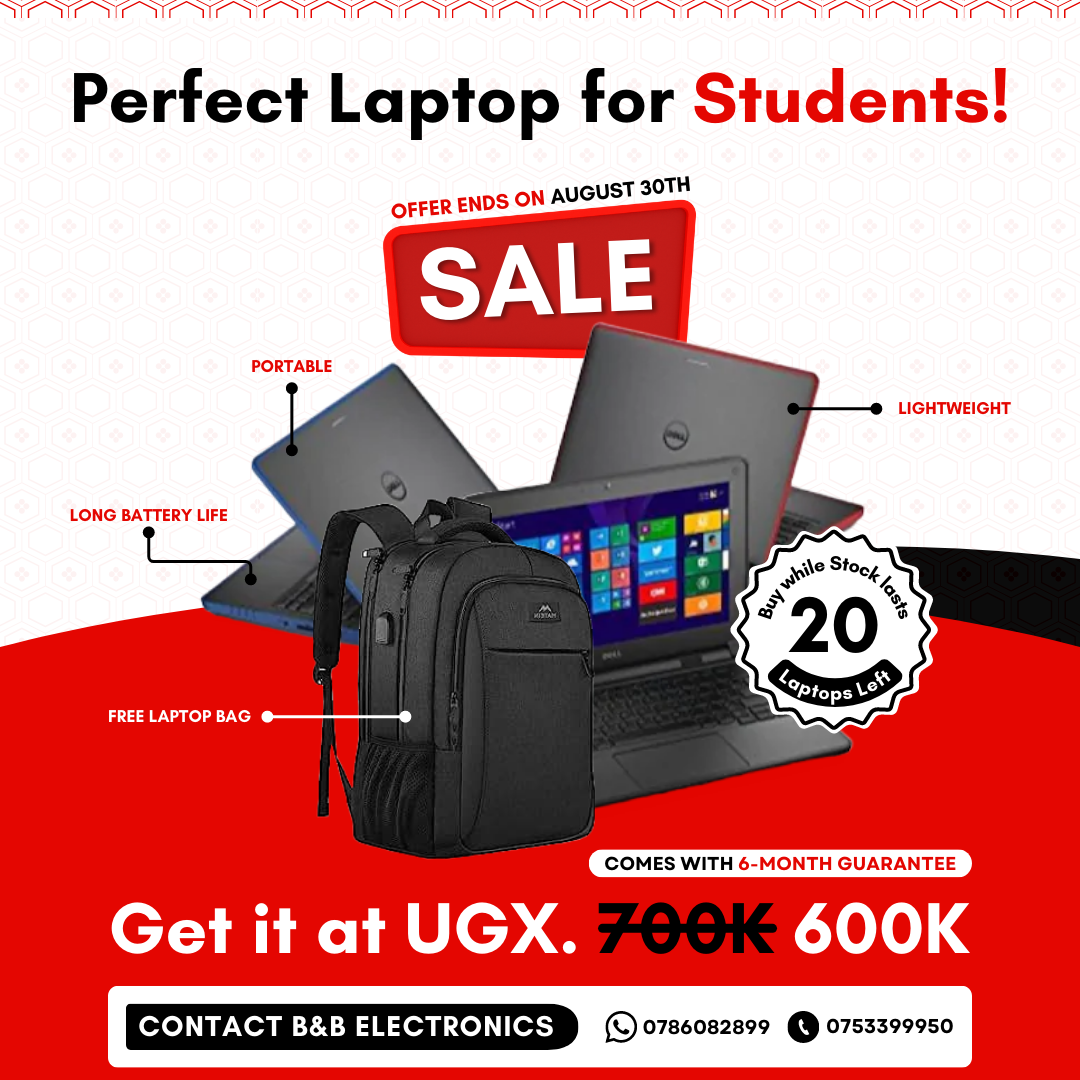 Perfect Laptop for Students!
OFFER ENDS ON AUGUST 30TH
SALE
PORTABLE
LIGHTWEIGHT
LONG BATTERY LIFE
DELL
Buy while Stock lasts
20
Laptops Left
FREE LAPTOP BAG
COMES WITH 6-MONTH GUARANTEE
Get it at UGX. 700K 600K
CONTACT B&B ELECTRONICS
0786082899
0753399950